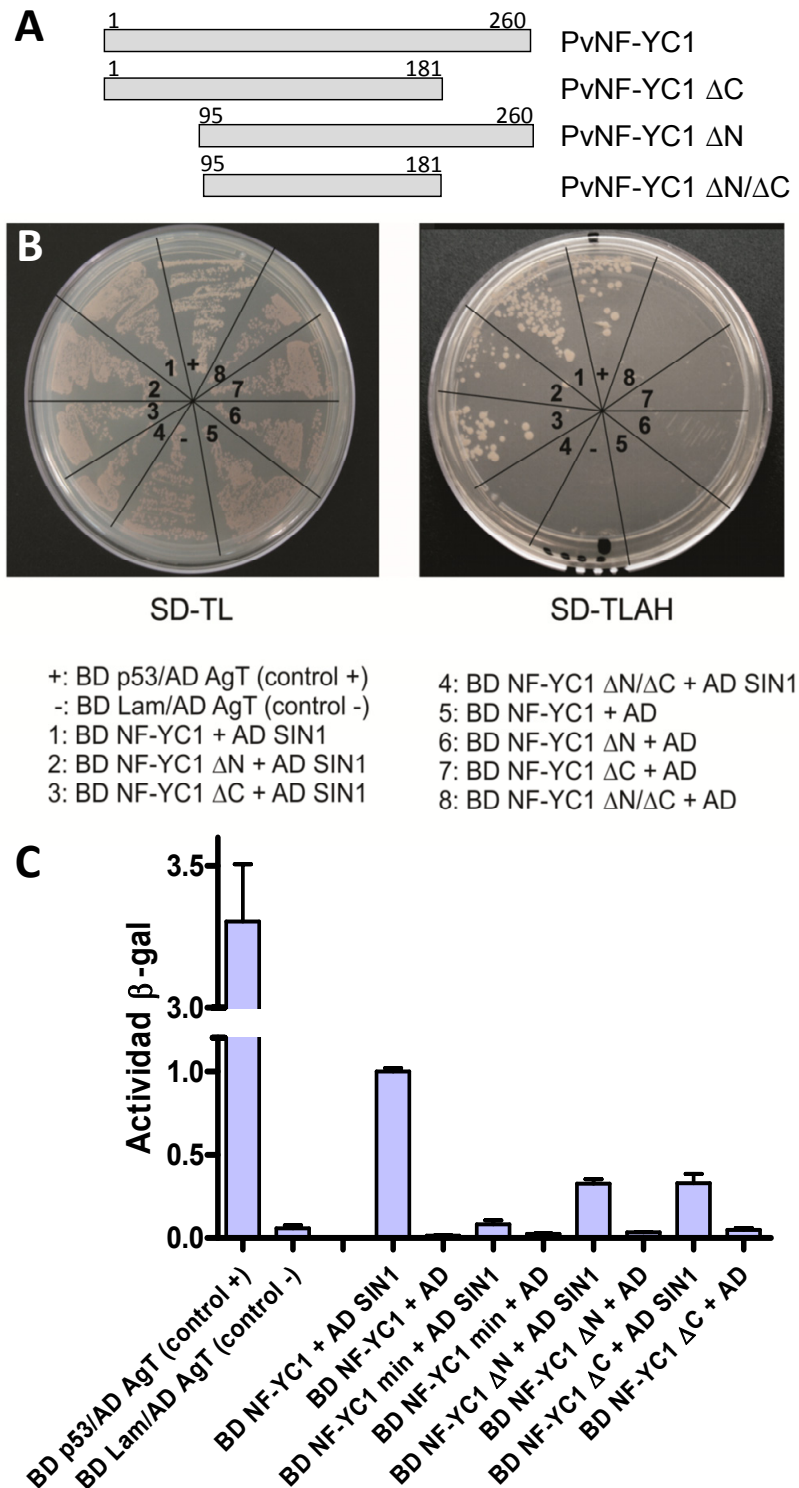 A
1 260
PvNF-YC1
1 181
PvNF-YC1 ΔC
95 260
PvNF-YC1 ΔN
95 181
PvNF-YC1 ΔN/ΔC
B
1 + 8
2 7
3 6
4 - 5
1 + 8
2 7
3 6
4 - 5
SD-TL
SD-TLAH
+: BD p53/AD AgT (control +)
-: BD Lam/AD AgT (control -)
1: BD NF-YC1 + AD SIN1
2: BD NF-YC1 ΔN + AD SIN1
3: BD NF-YC1 ΔC + AD SIN1
4: BD NF-YC1 ΔN/ΔC + AD SIN1
5: BD NF-YC1 + AD
6: BD NF-YC1 ΔN + AD
7: BD NF-YC1 ΔC + AD
8: BD NF-YC1 ΔN/ΔC + AD
C
Actividad β-gal
3.5
3.0
1.0
0.5
0.0
BD p53/AD AgT (control +)
BD Lam/AD AgT (control -)
BD NF-YC1 + AD SIN1
BD NF-YC1 + AD
BD NF-YC1 min + AD SIN1
BD NF-YC1 min + AD
BD NF-YC1 ΔN + AD SIN1
BD NF-YC1 ΔN + AD
BD NF-YC1 ΔC + AD SIN1
BD NF-YC1 ΔC + AD